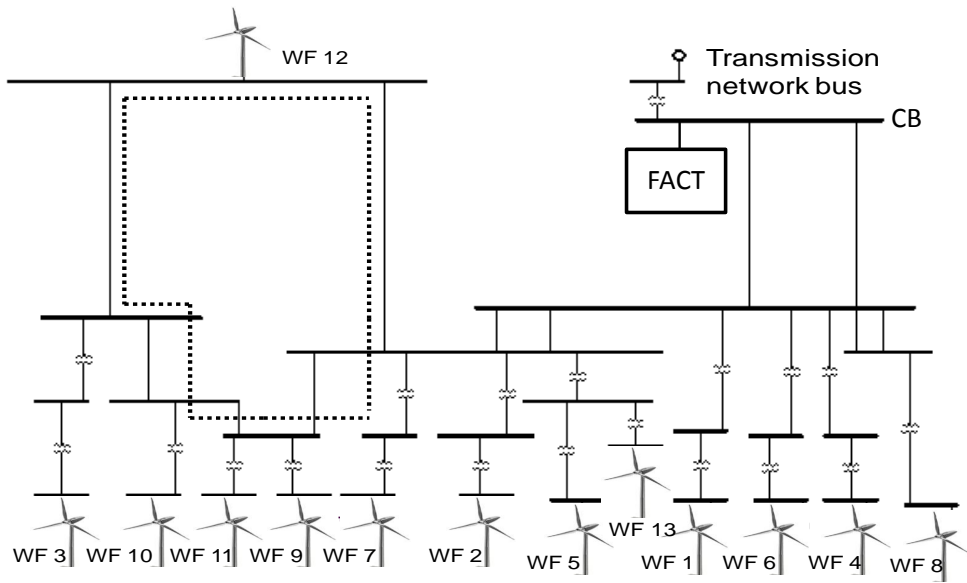 WF 12
Transmission
network bus
CB
FACT
WF 13
WF 3
WF 10
WF 11
WF 9
WF 7
WF 2
WF 5
WF 1
WF 6
WF 4
WF 8